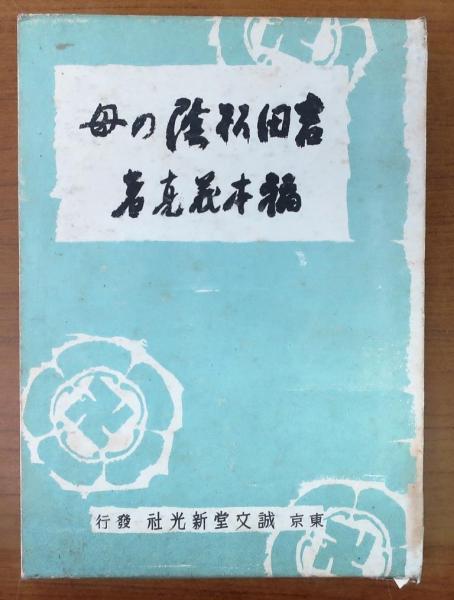 吉田松陰の母
福本義亮著
東京 誠文堂新光社 發行